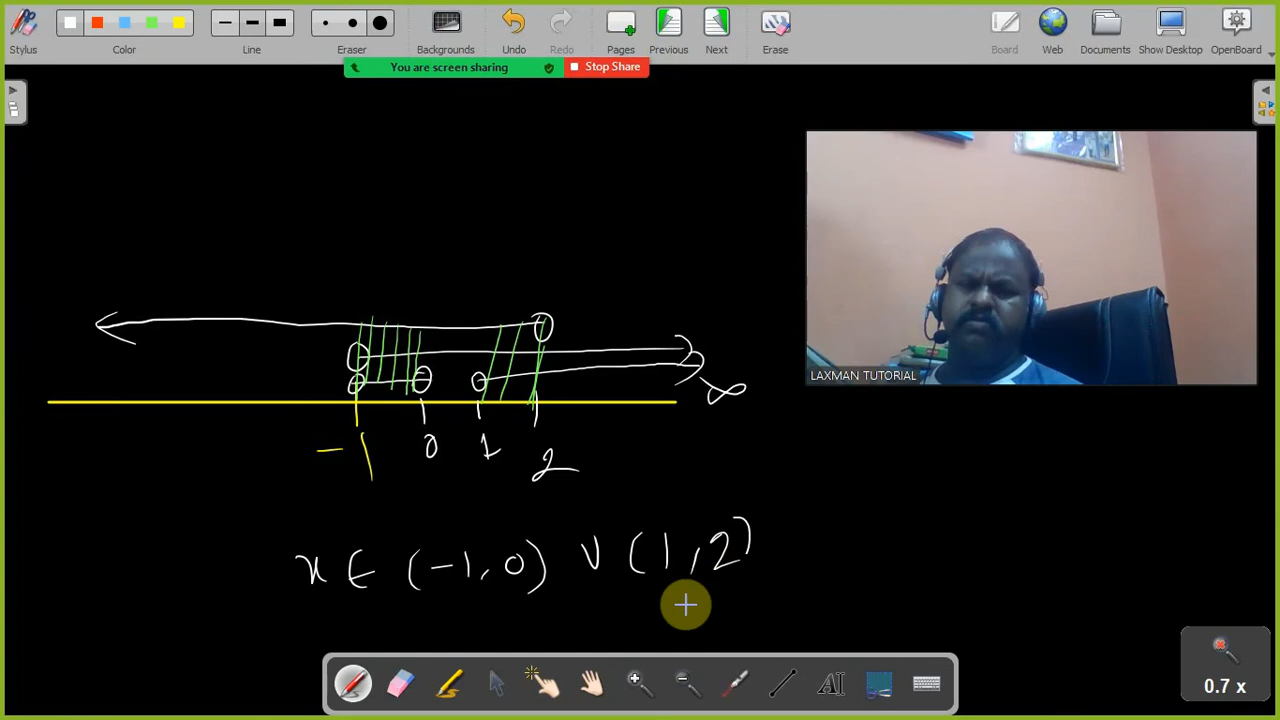 Stylus Color Line Eraser Backgrounds Undo Redo Pages Previous Next Erase Board Web Documents Show Desktop OpenBoard
You are screen sharing Stop Share
LAXMAN TUTORIAL
∞
-1 0 1 2
x ∈ (-1, 0) ∪ (1, 2)
0.7 x